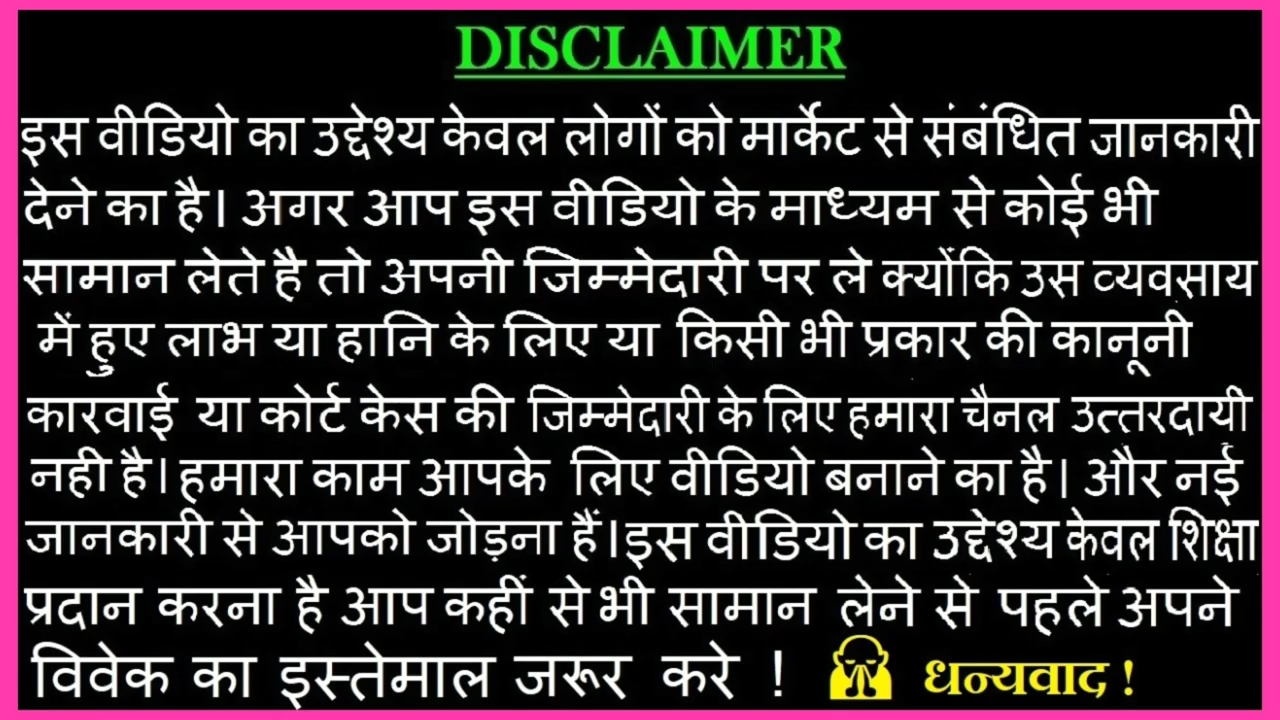 DISCLAIMER
इस वीडियो का उद्देश्य केवल लोगों को मार्केट से संबंधित जानकारी
देने का है। अगर आप इस वीडियो के माध्यम से कोई भी
सामान लेते है तो अपनी जिम्मेदारी पर ले क्योंकि उस व्यवसाय
में हुए लाभ या हानि के लिए या किसी भी प्रकार की कानूनी
कारवाई या कोर्ट केस की जिम्मेदारी के लिए हमारा चैनल उत्तरदायी
नही है। हमारा काम आपके लिए वीडियो बनाने का है। और नई
जानकारी से आपको जोड़ना हैं। इस वीडियो का उद्देश्य केवल शिक्षा
प्रदान करना है आप कहीं से भी सामान लेने से पहले अपने
विवेक का इस्तेमाल जरूर करे ! धन्यवाद !